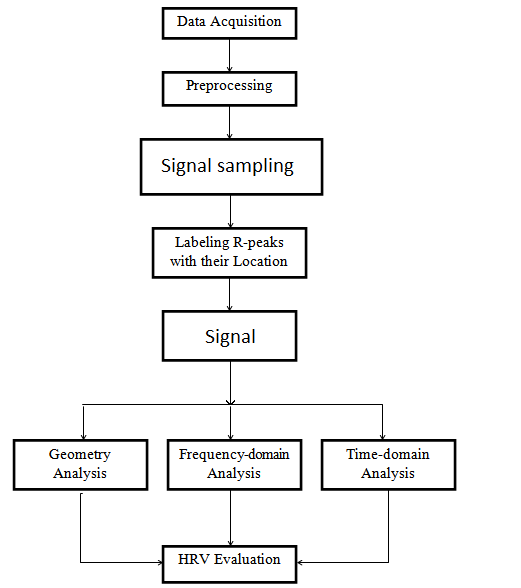 Data Acquisition
Preprocessing
Signal sampling
Labeling R-peaks
with their Location
Signal
Geometry
Analysis
Frequency-domain
Analysis
Time-domain
Analysis
HRV Evaluation